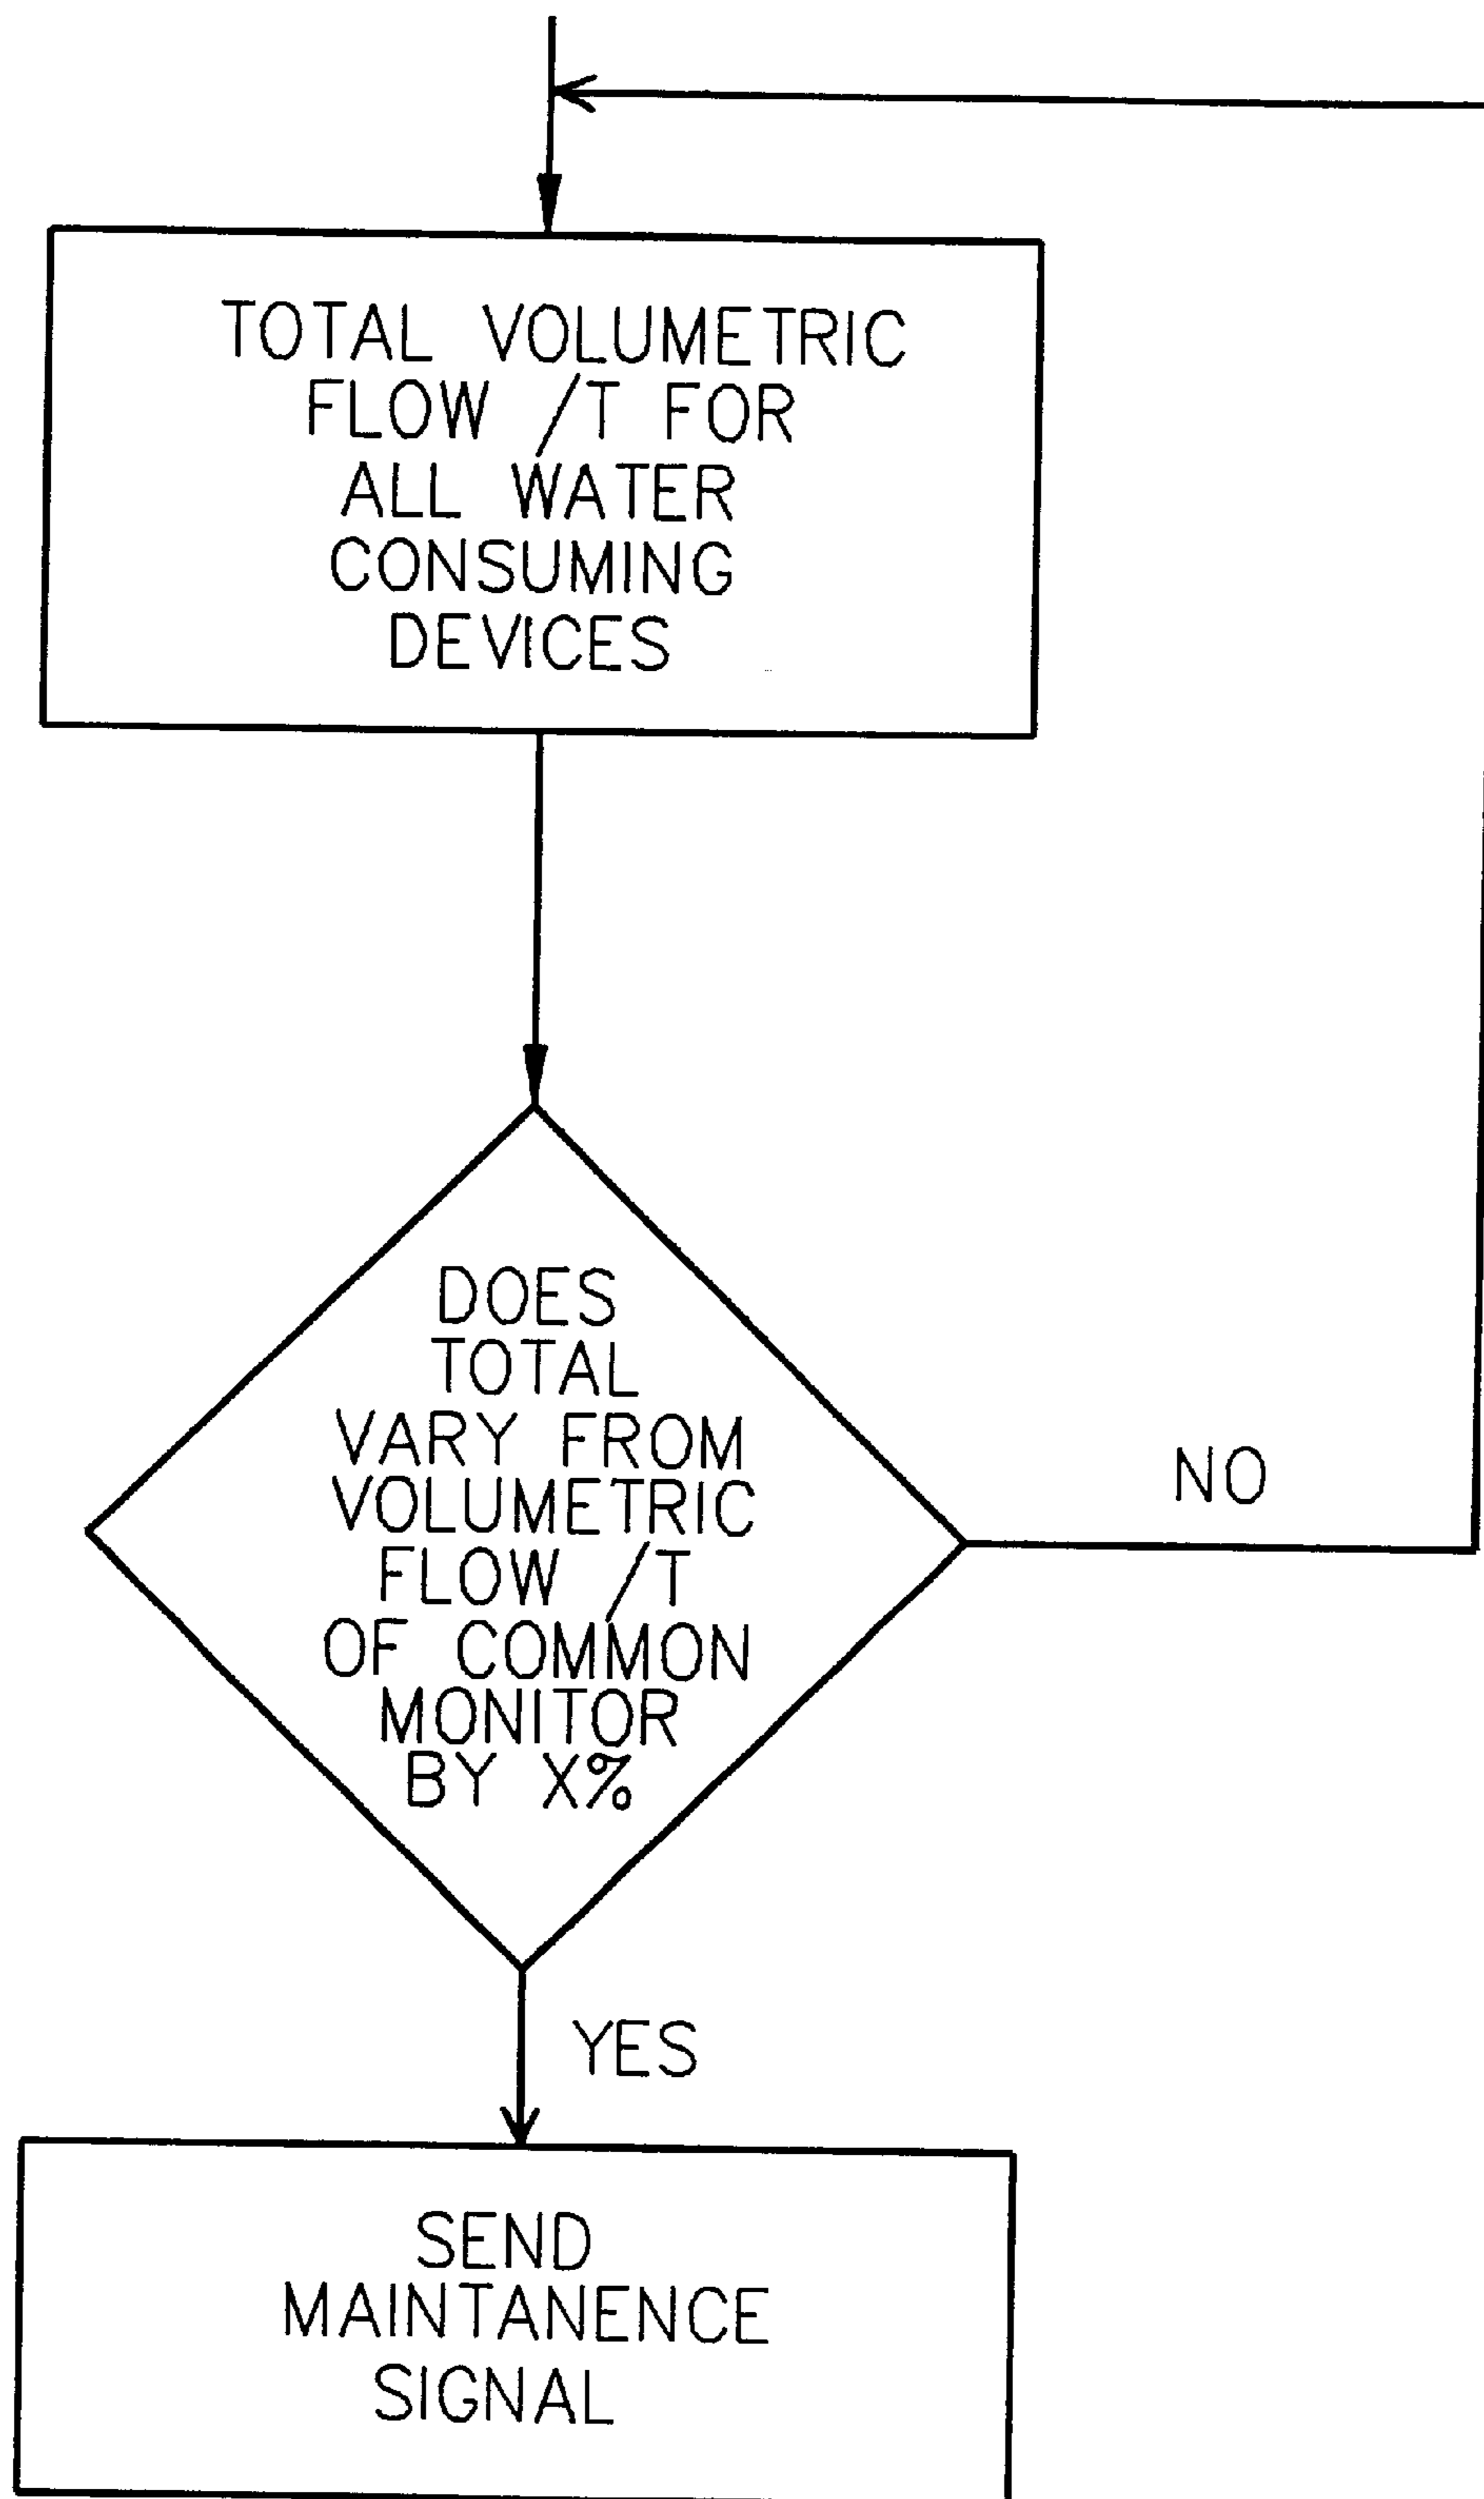 TOTAL VOLUMETRIC
FLOW /T FOR
ALL WATER
CONSUMING
DEVICES
DOES
TOTAL
VARY FROM
VOLUMETRIC
FLOW /T
OF COMMON
MONITOR
BY X%
NO
YES
SEND
MAINTANENCE
SIGNAL